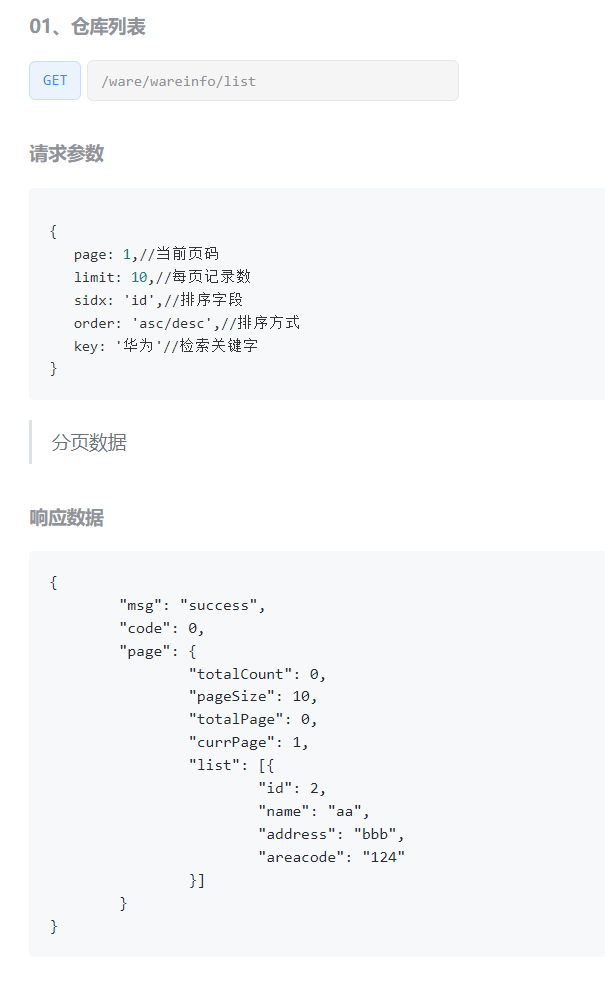 01、仓库列表
GET /ware/wareinfo/list
请求参数
{
page: 1,//当前页码
limit: 10,//每页记录数
sidx: 'id',//排序字段
order: 'asc/desc',//排序方式
key: '华为'//检索关键字
}
分页数据
响应数据
{
"msg": "success",
"code": 0,
"page": {
"totalCount": 0,
"pageSize": 10,
"totalPage": 0,
"currPage": 1,
"list": [{
"id": 2,
"name": "aa",
"address": "bbb",
"areacode": "124"
}]
}
}